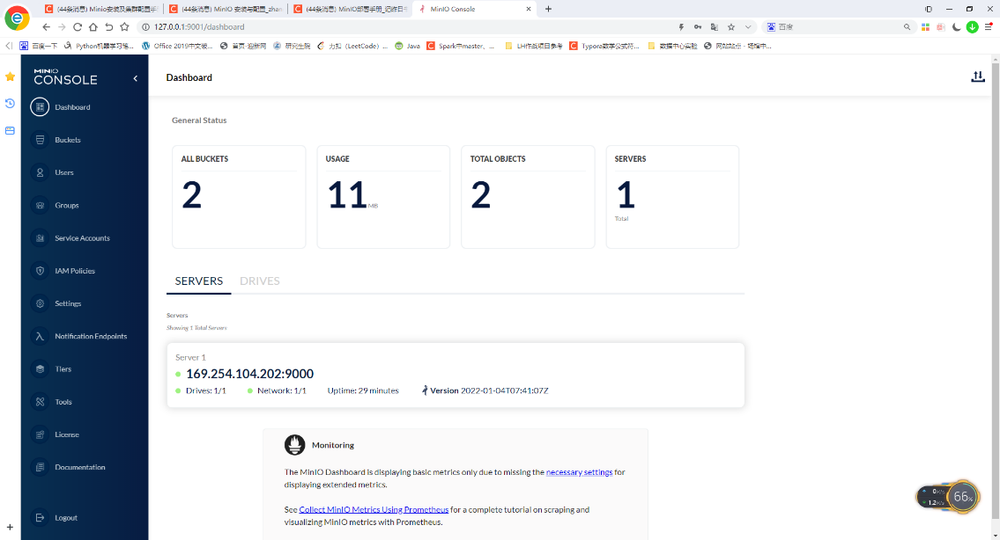 (44条消息) Minio安装及集群配置手
(44条消息) MinIO 安装与配置_zhan
(44条消息) MinIO部署手册_记昨日书
MinIO Console
127.0.0.1:9001/dashboard
百度
百度一下
Python机器学习笔...
Office 2019中文破...
首页·迎新网
研究生院
力扣（LeetCode）...
Java
Spark中master、...
LH作战项目参考
Typora数学公式符...
数据中心实验
网站站点 - 场馆中...
MINIO
CONSOLE
Dashboard
Dashboard
Buckets
Users
Groups
Service Accounts
IAM Policies
Settings
Notification Endpoints
Tiers
Tools
License
Documentation
Logout
General Status
ALL BUCKETS
2
USAGE
11 MB
TOTAL OBJECTS
2
SERVERS
1
Total
SERVERS DRIVES
Servers
Showing 1 Total Servers
Server 1
169.254.104.202:9000
Drives: 1/1 Network: 1/1 Uptime: 29 minutes Version 2022-01-04T07:41:07Z
Monitoring
The MinIO Dashboard is displaying basic metrics only due to missing the necessary settings for
displaying extended metrics.
See Collect MinIO Metrics Using Prometheus for a complete tutorial on scraping and
visualizing MinIO metrics with Prometheus.
0K/s
1.2K/s
66%